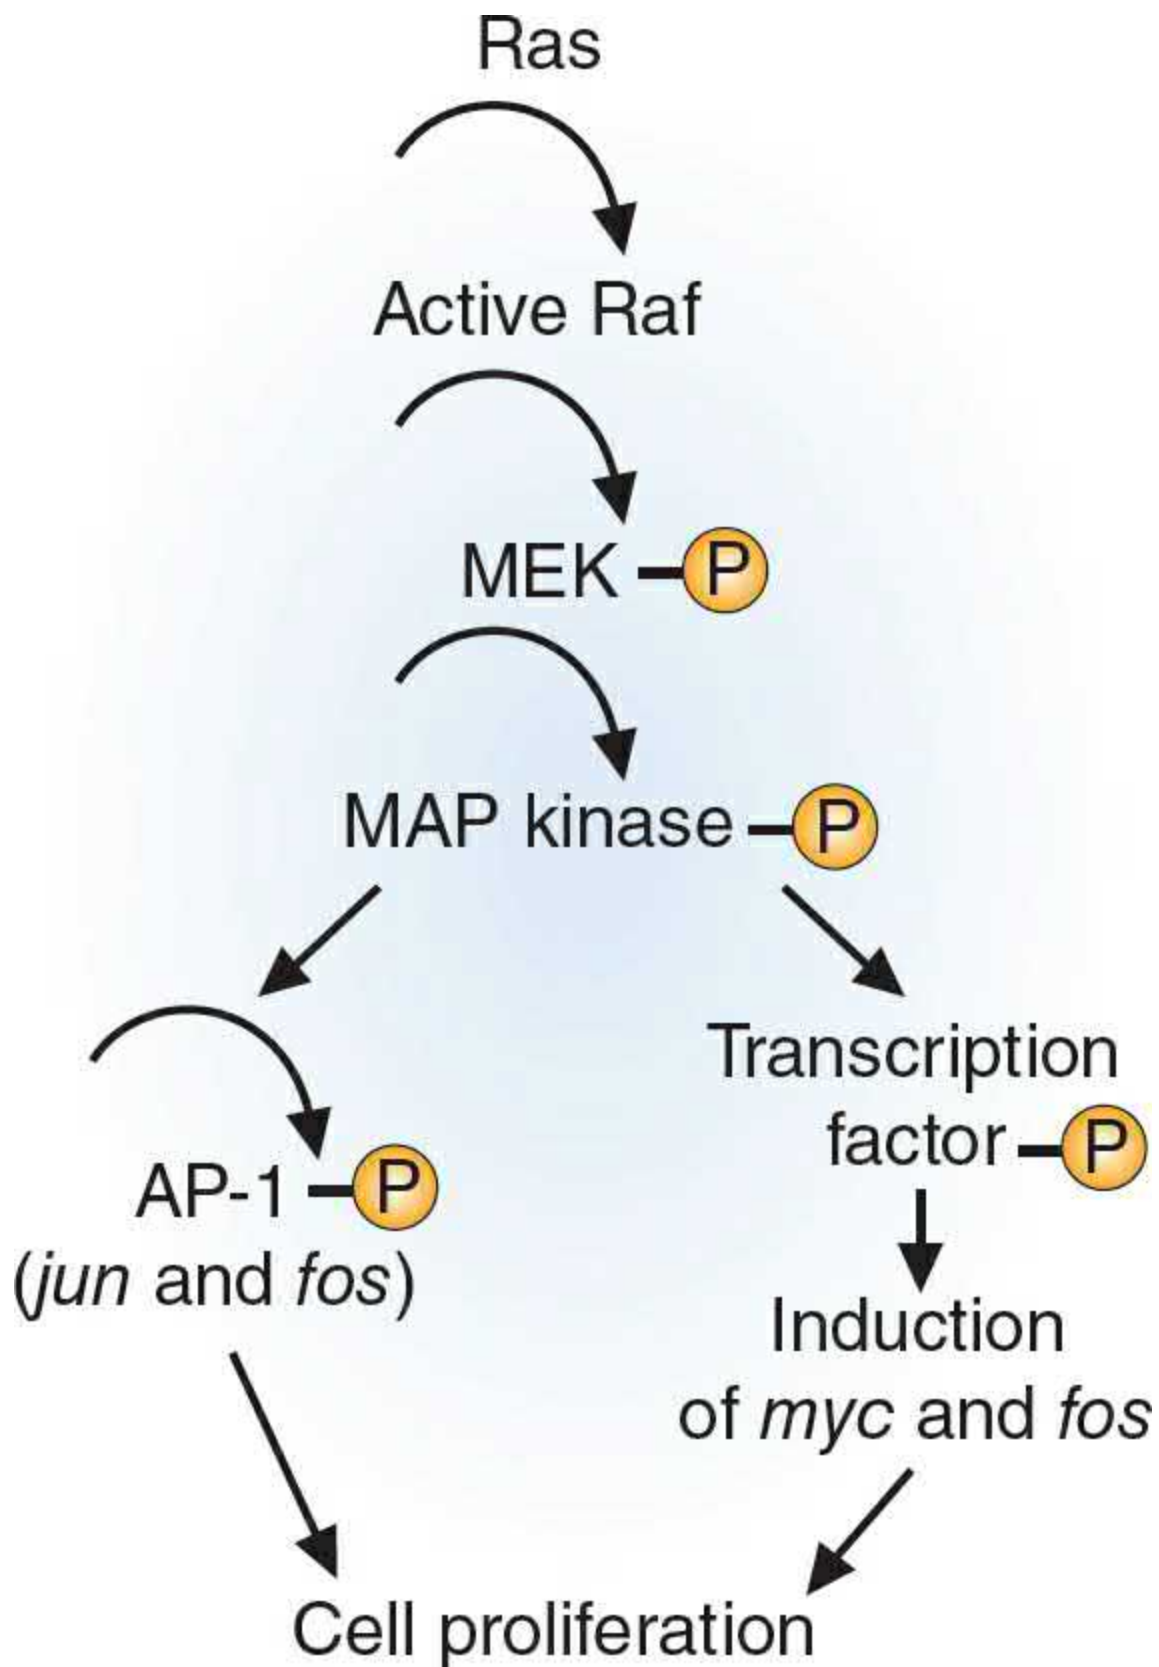 Ras
Active Raf
MEK P
MAP kinase P
Transcription
factor P
AP-1 P
(jun and fos)
Induction
of myc and fos
Cell proliferation